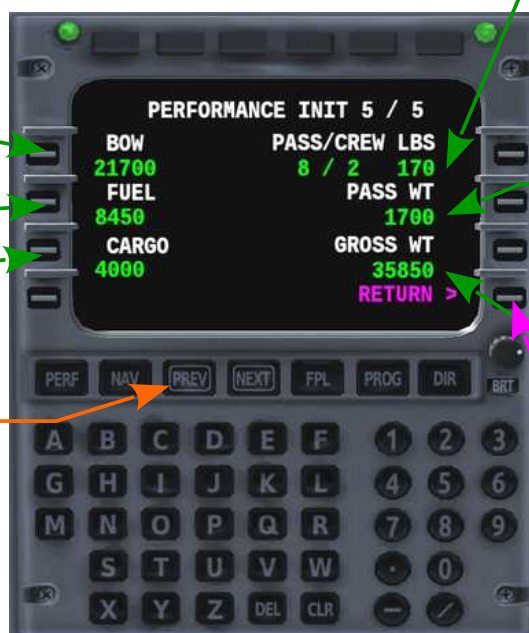 PERFORMANCE INIT 5 / 5
BOW PASS/CREW LBS
21700 8 / 2 170
FUEL PASS WT
8450 1700
CARGO GROSS WT
4000 35850
RETURN >
PERF NAV PREV NEXT FPL PROG DIR BRT
A B C D E F 1 2 3
G H I J K L 4 5 6
M N O P Q R 7 8 9
S T U V W · 0
X Y Z DEL CLR − /